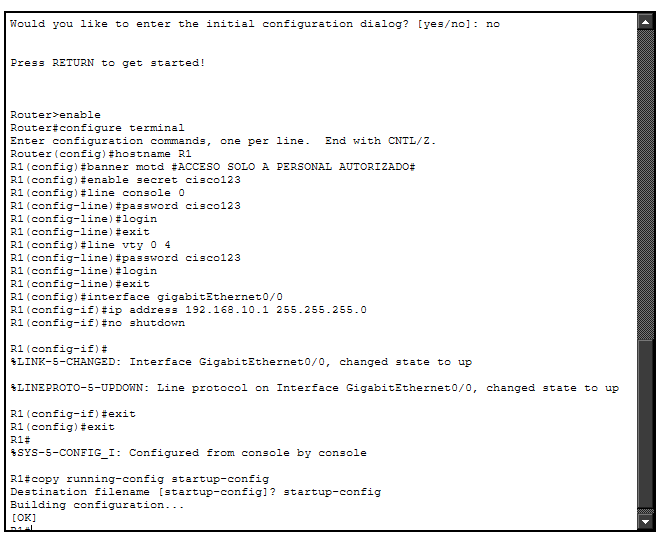 Would you like to enter the initial configuration dialog? [yes/no]: no
Press RETURN to get started!
Router>enable
Router#configure terminal
Enter configuration commands, one per line.  End with CNTL/Z.
Router(config)#hostname R1
R1(config)#banner motd #ACCESO SOLO A PERSONAL AUTORIZADO#
R1(config)#enable secret cisco123
R1(config)#line console 0
R1(config-line)#password cisco123
R1(config-line)#login
R1(config-line)#exit
R1(config)#line vty 0 4
R1(config-line)#password cisco123
R1(config-line)#login
R1(config-line)#exit
R1(config)#interface gigabitEthernet0/0
R1(config-if)#ip address 192.168.10.1 255.255.255.0
R1(config-if)#no shutdown
R1(config-if)#
%LINK-5-CHANGED: Interface GigabitEthernet0/0, changed state to up
%LINEPROTO-5-UPDOWN: Line protocol on Interface GigabitEthernet0/0, changed state to up
R1(config-if)#exit
R1(config)#exit
R1#
%SYS-5-CONFIG_I: Configured from console by console
R1#copy running-config startup-config
Destination filename [startup-config]? startup-config
Building configuration...
[OK]
R1#